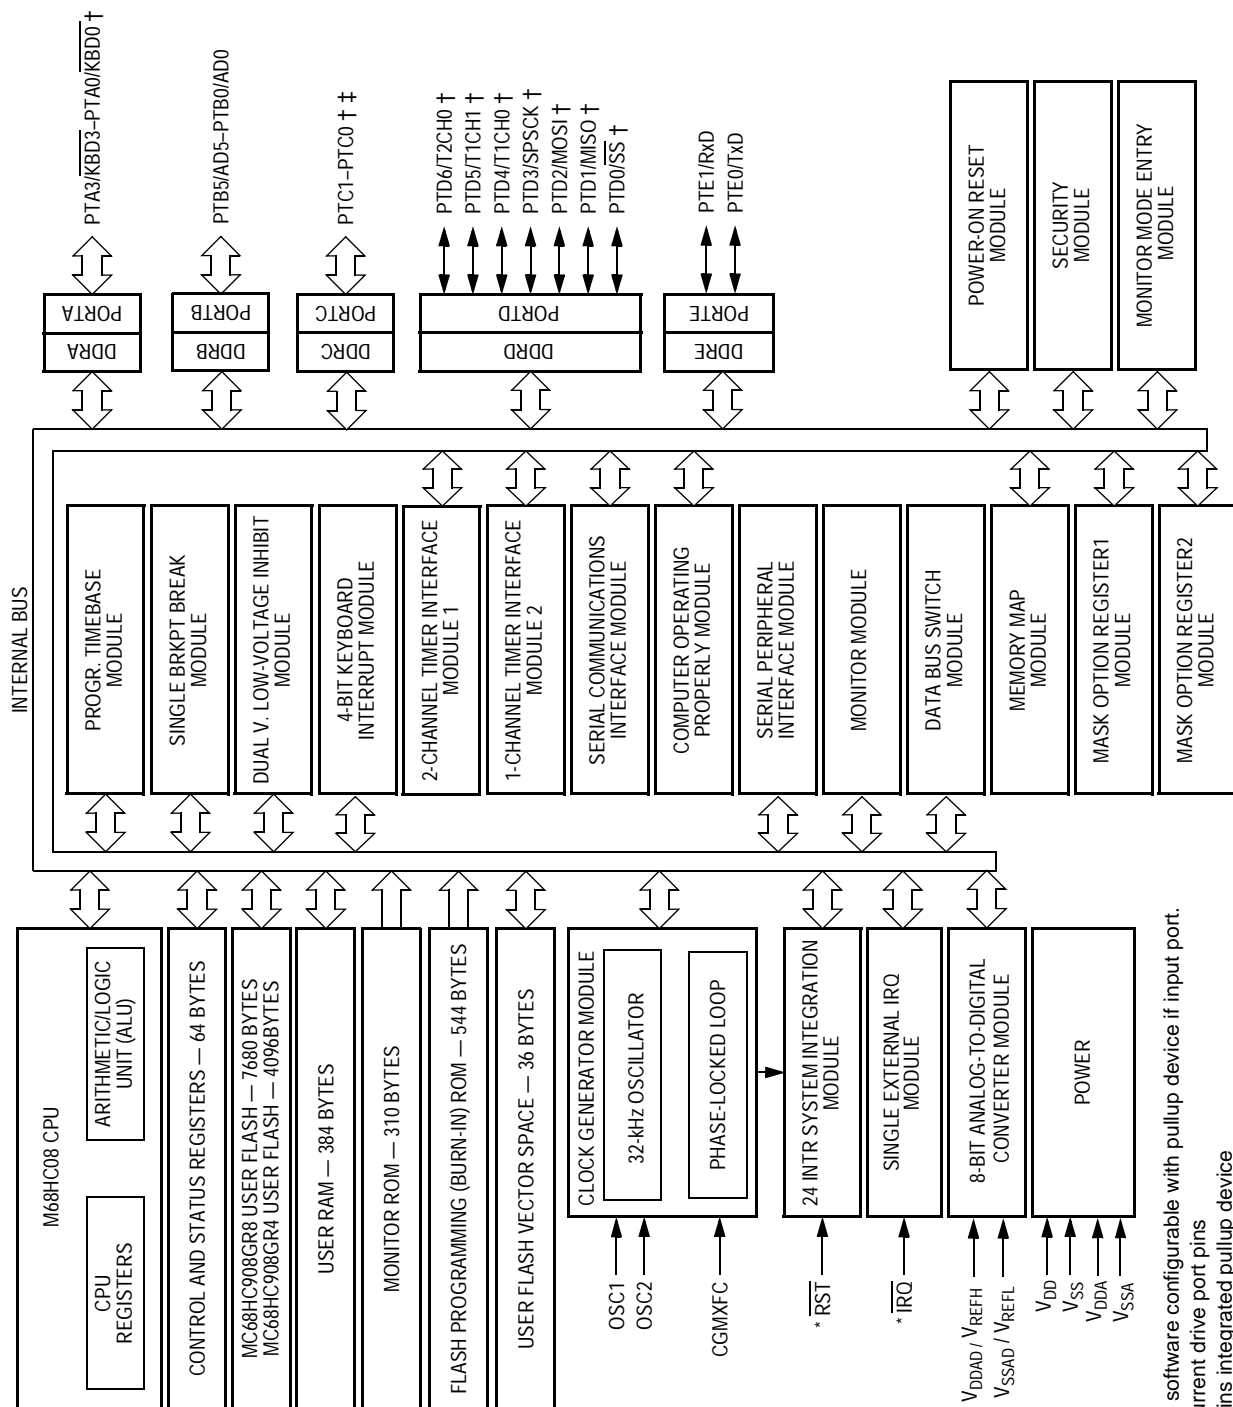 INTERNAL BUS
M68HC08 CPU
CPU
REGISTERS
ARITHMETIC/LOGIC
UNIT (ALU)
CONTROL AND STATUS REGISTERS — 64 BYTES
MC68HC908GR8 USER FLASH — 7680 BYTES
MC68HC908GR4 USER FLASH — 4096BYTES
USER RAM — 384 BYTES
MONITOR ROM — 310 BYTES
FLASH PROGRAMMING (BURN-IN) ROM — 544 BYTES
USER FLASH VECTOR SPACE — 36 BYTES
CLOCK GENERATOR MODULE
32-kHz OSCILLATOR
PHASE-LOCKED LOOP
OSC1
OSC2
CGMXFC
24 INTR SYSTEM INTEGRATION
MODULE
* RST
SINGLE EXTERNAL IRQ
MODULE
* IRQ
8-BIT ANALOG-TO-DIGITAL
CONVERTER MODULE
VDDAD / VREFH
VSSAD / VREFL
POWER
VDD
VSS
VDDA
VSSA
PROGR. TIMEBASE
MODULE
SINGLE BRKPT BREAK
MODULE
DUAL V. LOW-VOLTAGE INHIBIT
MODULE
4-BIT KEYBOARD
INTERRUPT MODULE
2-CHANNEL TIMER INTERFACE
MODULE 1
1-CHANNEL TIMER INTERFACE
MODULE 2
SERIAL COMMUNICATIONS
INTERFACE MODULE
COMPUTER OPERATING
PROPERLY MODULE
SERIAL PERIPHERAL
INTERFACE MODULE
MONITOR MODULE
DATA BUS SWITCH
MODULE
MEMORY MAP
MODULE
MASK OPTION REGISTER1
MODULE
MASK OPTION REGISTER2
MODULE
DDRA
PORTA
PTA3/KBD3–PTA0/KBD0 †
DDRB
PORTB
PTB5/AD5–PTB0/AD0
DDRC
PORTC
PTC1–PTC0 † ‡
DDRD
PORTD
PTD6/T2CH0 †
PTD5/T1CH1 †
PTD4/T1CH0 †
PTD3/SPSCK †
PTD2/MOSI †
PTD1/MISO †
PTD0/SS †
DDRE
PORTE
PTE1/RxD
PTE0/TxD
POWER-ON RESET
MODULE
SECURITY
MODULE
MONITOR MODE ENTRY
MODULE
software configurable with pullup device if input port.
urrent drive port pins
ins integrated pullup device